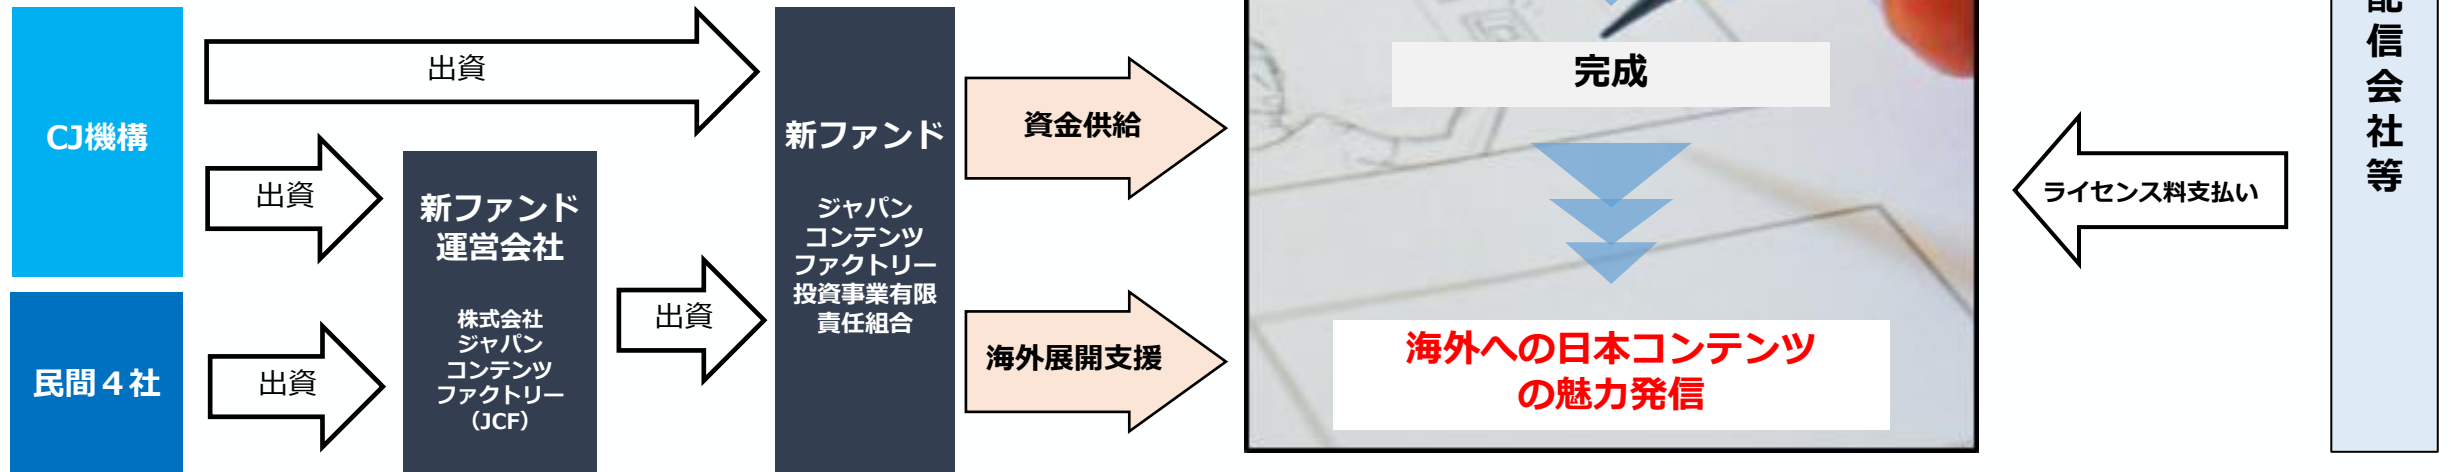 CJ機構
民間４社
出資
出資
出資
新ファンド
運営会社
株式会社
ジャパン
コンテンツ
ファクトリー
（JCF）
出資
新ファンド
ジャパン
コンテンツ
ファクトリー
投資事業有限
責任組合
資金供給
海外展開支援
完成
海外への日本コンテンツ
の魅力発信
ライセンス料支払い
配信会社等